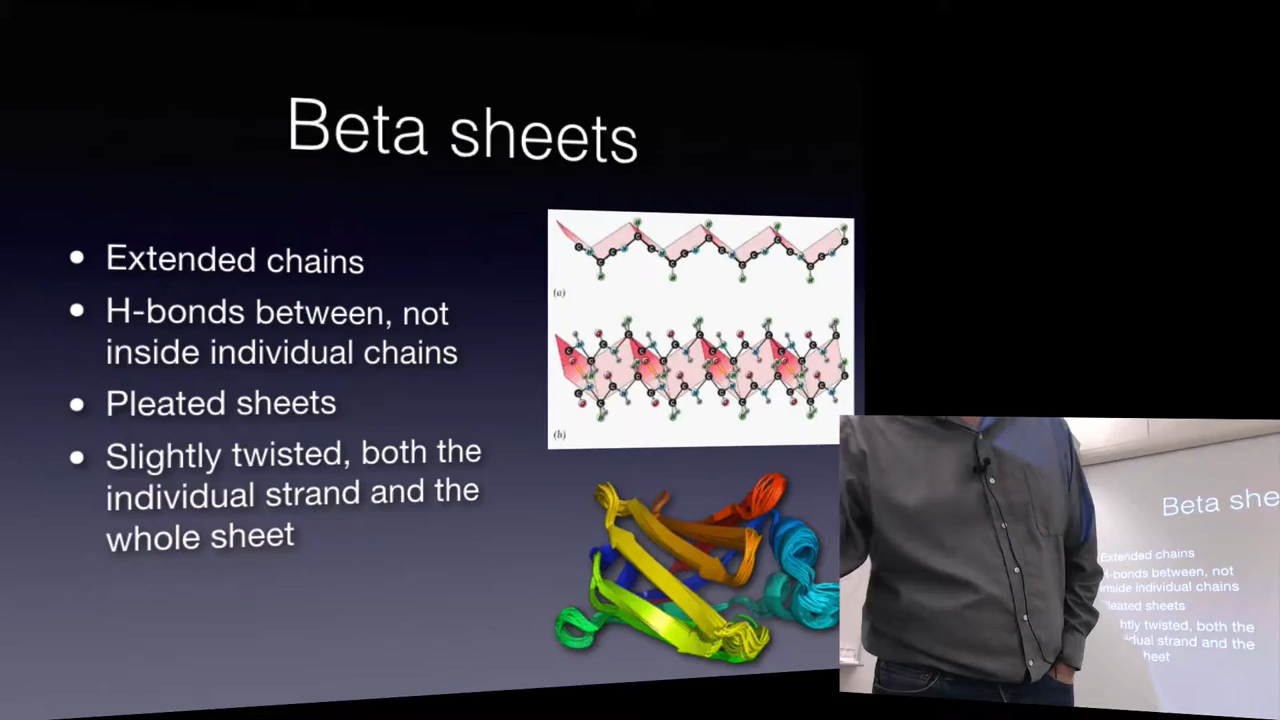 Beta sheets
Extended chains
H-bonds between, not
inside individual chains
Pleated sheets
Slightly twisted, both the
individual strand and the
whole sheet
(a)
(b)
Beta she
Extended chains
H-bonds between, not
inside individual chains
Pleated sheets
htly twisted, both the
idual strand and the
heet